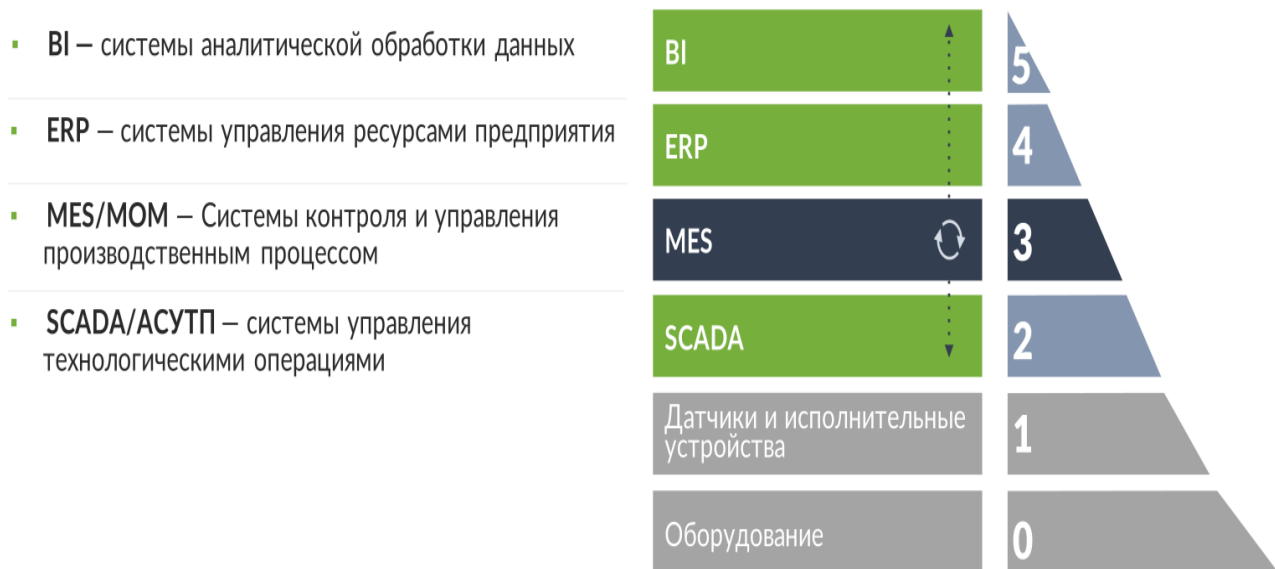 ▪ BI – системы аналитической обработки данных
▪ ERP – системы управления ресурсами предприятия
▪ MES/MOM – Системы контроля и управления
производственным процессом
▪ SCADA/АСУТП – системы управления
технологическими операциями
BI
5
ERP
4
MES
3
SCADA
2
Датчики и исполнительные
устройства
1
Оборудование
0